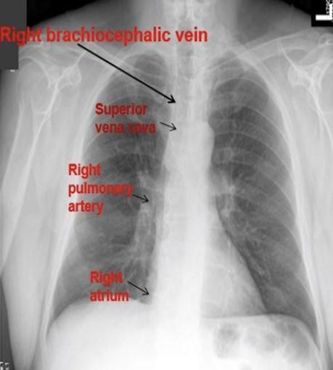 Right brachiocephalic vein
Superior
vena cava
Right
pulmonary
artery
Right
atrium